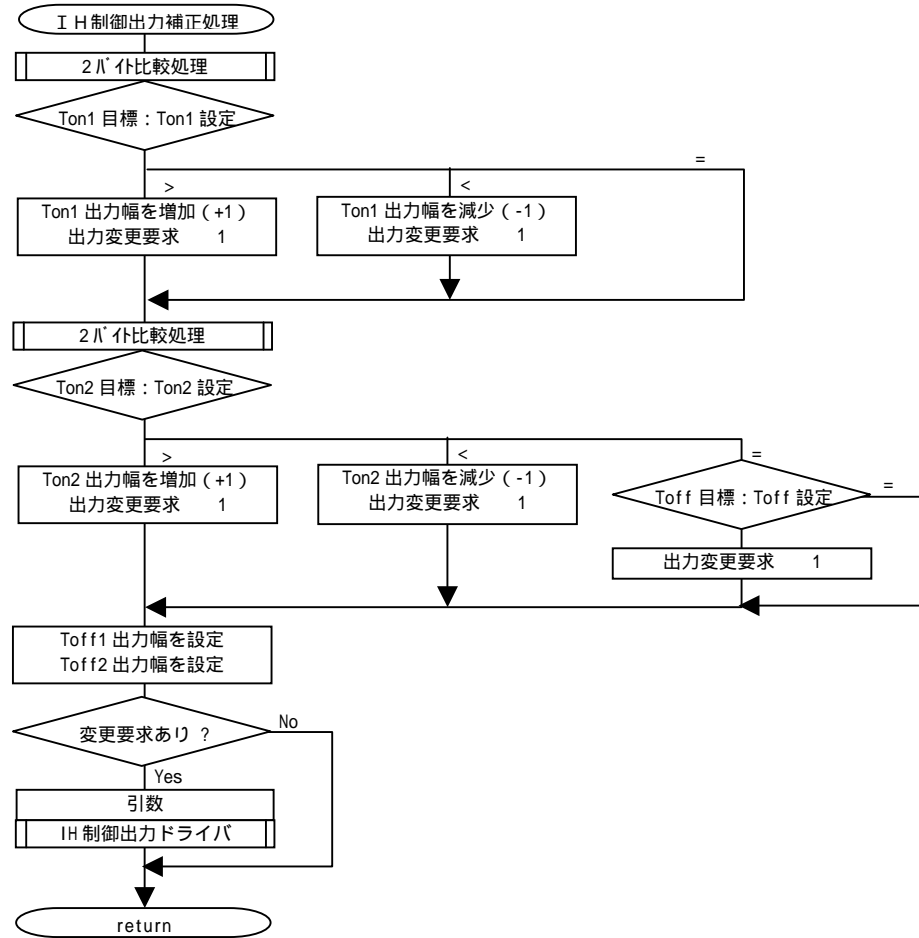 ＩＨ制御出力補正処理
2バイト比較処理
Ton1 目標：Ton1 設定
=
>
<
Ton1 出力幅を増加（+1）
出力変更要求 1
Ton1 出力幅を減少（-1）
出力変更要求 1
2バイト比較処理
Ton2 目標：Ton2 設定
>
<
=
Ton2 出力幅を増加（+1）
出力変更要求 1
Ton2 出力幅を減少（-1）
出力変更要求 1
Toff 目標：Toff 設定
=
出力変更要求 1
Toff1 出力幅を設定
Toff2 出力幅を設定
変更要求あり ?
No
Yes
引数
IH 制御出力ドライバ
return